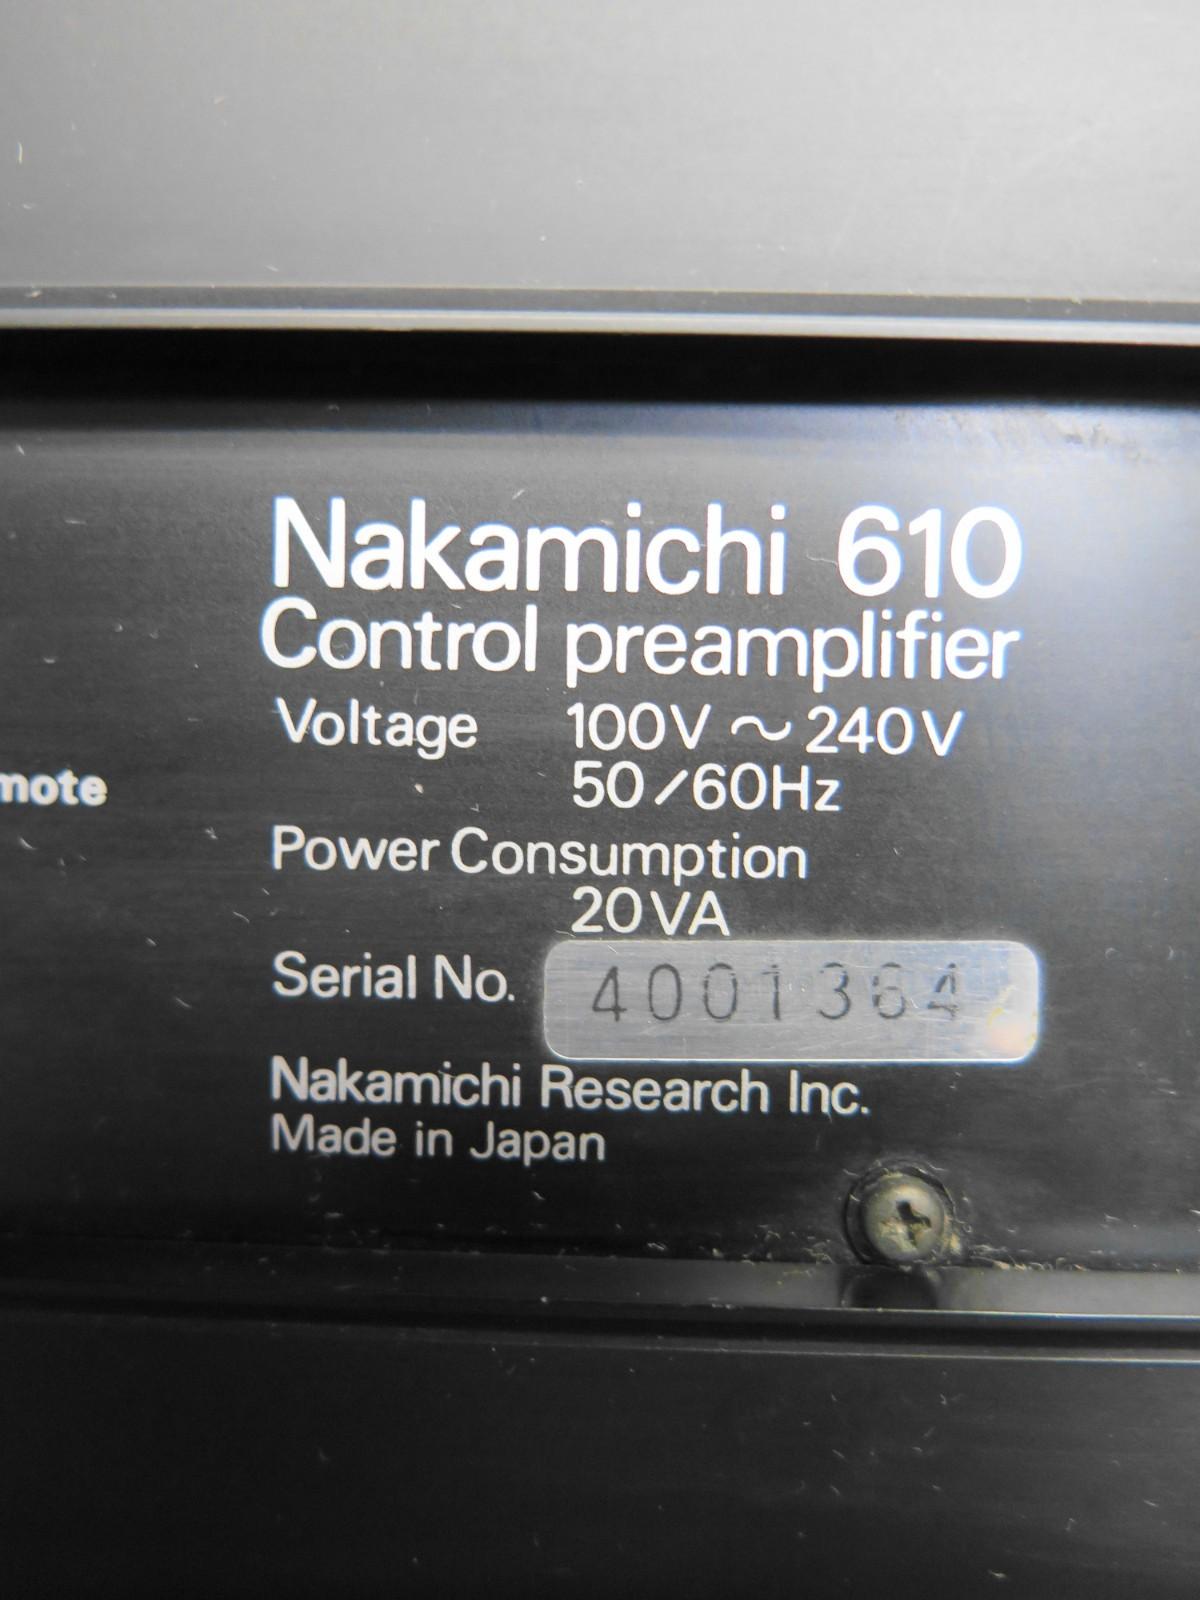 Nakamichi 610
Control preamplifier
Voltage 100V ~ 240V
50/60Hz
mote
Power Consumption
20VA
Serial No. 4001364
Nakamichi Research Inc.
Made in Japan